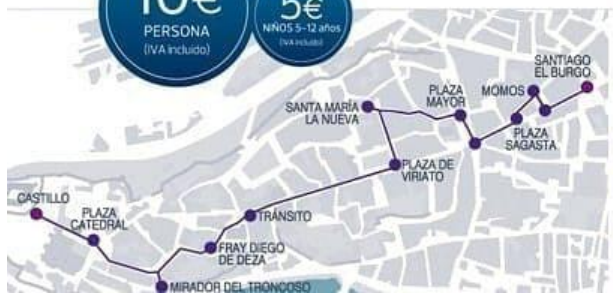 10€
PERSONA
(IVA incluido)
5€
NIÑOS 5-12 años
(IVA incluido)
SANTIAGO
EL BURGO
MOMOS
PLAZA
MAYOR
SANTA MARÍA
LA NUEVA
PLAZA
SAGASTA
PLAZA DE
VIRIATO
CASTILLO
PLAZA
CATEDRAL
TRÁNSITO
FRAY DIEGO
DE DEZA
MIRADOR DEL TRONCOSO